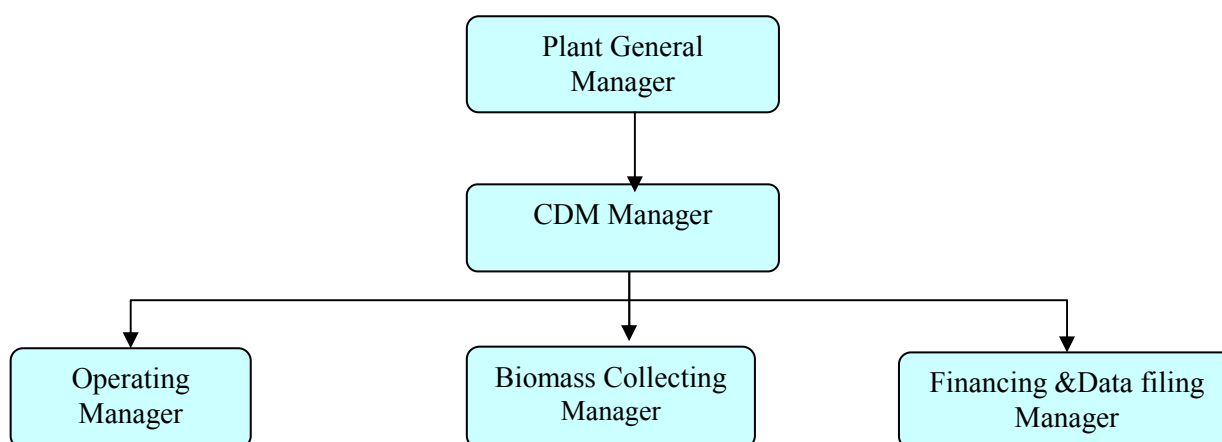 Plant General
Manager
CDM Manager
Operating
Manager
Biomass Collecting
Manager
Financing &Data filing
Manager